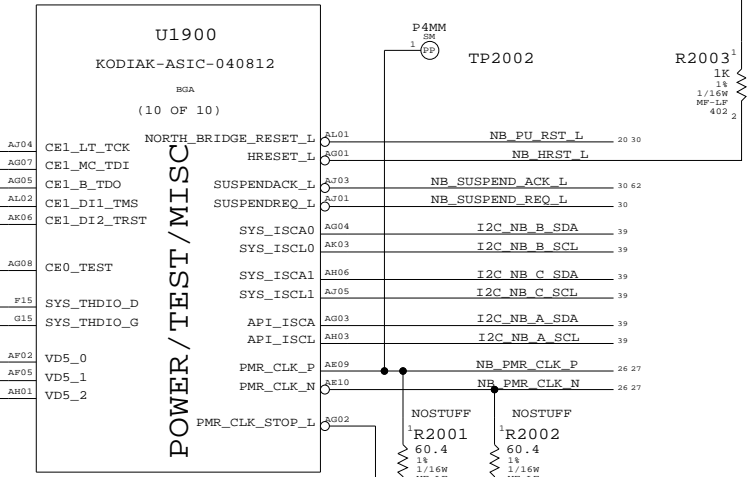 U1900
KODIAK-ASIC-040812
BGA
(10 OF 10)
POWER/TEST/MISC
AJ04 CE1_LT_TCK
AG07 CE1_MC_TDI
AG05 CE1_B_TDO
AL02 CE1_DI1_TMS
AK06 CE1_DI2_TRST
AG08 CE0_TEST
F15 SYS_THDIO_D
G15 SYS_THDIO_G
AF02 VD5_0
AF05 VD5_1
AH01 VD5_2
NORTH_BRIDGE_RESET_L AL01 NB_PU_RST_L 20 30
HRESET_L AG01 NB_HRST_L
SUSPENDACK_L AJ03 NB_SUSPEND_ACK_L 30 62
SUSPENDREQ_L AJ01 NB_SUSPEND_REQ_L 30
SYS_ISCA0 AG04 I2C_NB_B_SDA 39
SYS_ISCL0 AK03 I2C_NB_B_SCL 39
SYS_ISCA1 AH06 I2C_NB_C_SDA 39
SYS_ISCL1 AJ05 I2C_NB_C_SCL 39
API_ISCA AG03 I2C_NB_A_SDA 39
API_ISCL AH03 I2C_NB_A_SCL 39
PMR_CLK_P AE09 NB_PMR_CLK_P 26 27
PMR_CLK_N AE10 NB_PMR_CLK_N 26 27
PMR_CLK_STOP_L AG02
P4MM
SM
1 PP
TP2002
R2003 1
1K
1%
1/16W
MF-LF
402 2
NOSTUFF
1 R2001
60.4
1%
1/16W
NOSTUFF
1 R2002
60.4
1%
1/16W